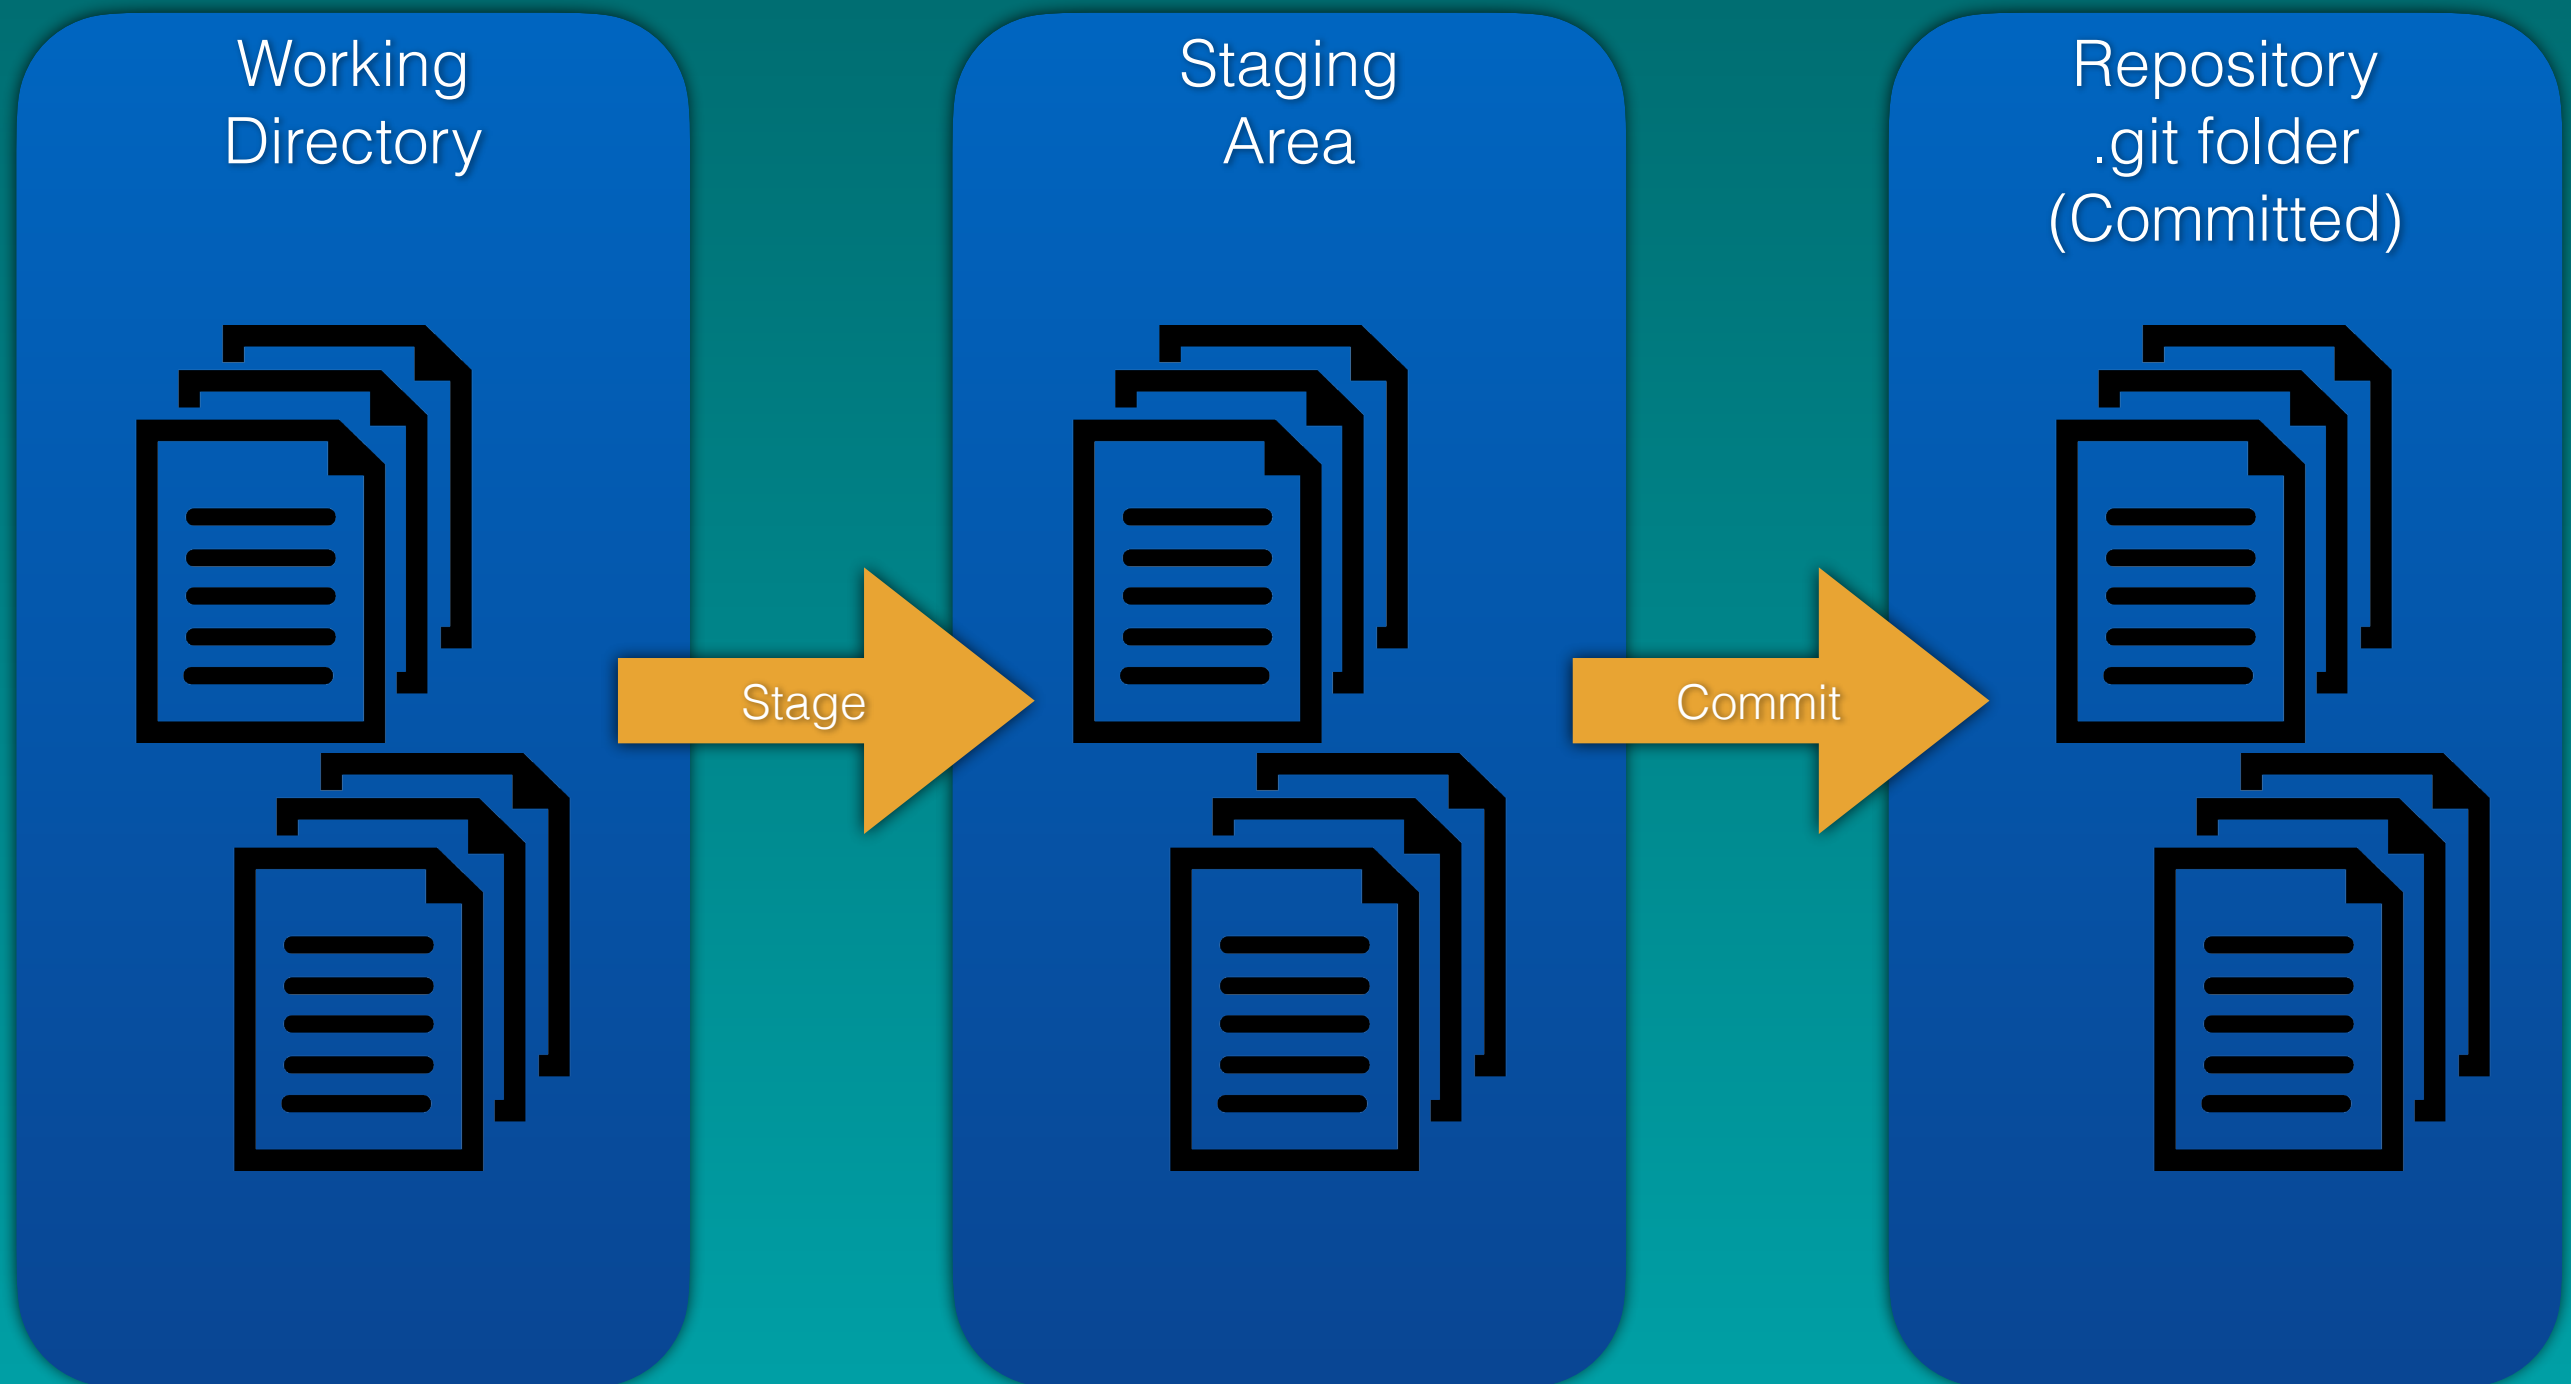 Working
Directory
Staging
Area
Repository
.git folder
(Committed)
Stage
Commit